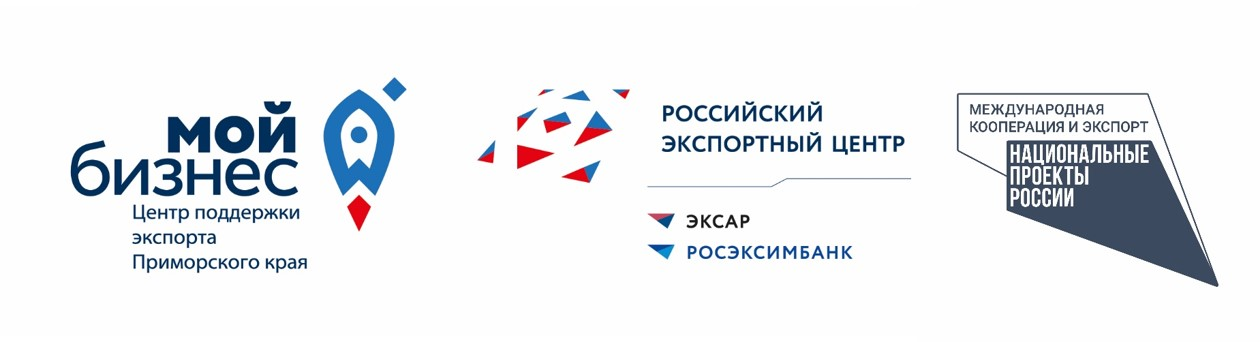 мой
бизнес
Центр поддержки
экспорта
Приморского края
РОССИЙСКИЙ
ЭКСПОРТНЫЙ ЦЕНТР
ЭКСАР
РОСЭКСИМБАНК
МЕЖДУНАРОДНАЯ
КООПЕРАЦИЯ И ЭКСПОРТ
НАЦИОНАЛЬНЫЕ
ПРОЕКТЫ
РОССИИ